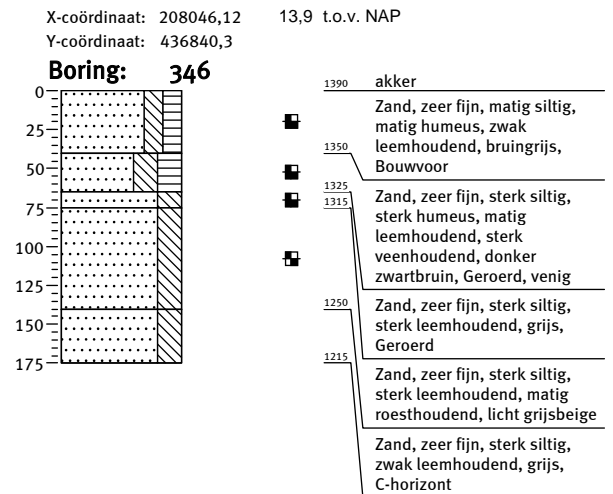 X-coördinaat: 208046,12 13,9 t.o.v. NAP
Y-coördinaat: 436840,3
Boring: 346
0
25
50
75
100
125
150
175
1390 akker
Zand, zeer fijn, matig siltig,
matig humeus, zwak
leemhoudend, bruingrijs,
Bouwvoor
1350
Zand, zeer fijn, sterk siltig,
sterk humeus, matig
leemhoudend, sterk
veenhoudend, donker
zwartbruin, Geroerd, venig
1325
1315
Zand, zeer fijn, sterk siltig,
sterk leemhoudend, grijs,
Geroerd
1250
Zand, zeer fijn, sterk siltig,
sterk leemhoudend, matig
roesthoudend, licht grijsbeige
1215
Zand, zeer fijn, sterk siltig,
zwak leemhoudend, grijs,
C-horizont